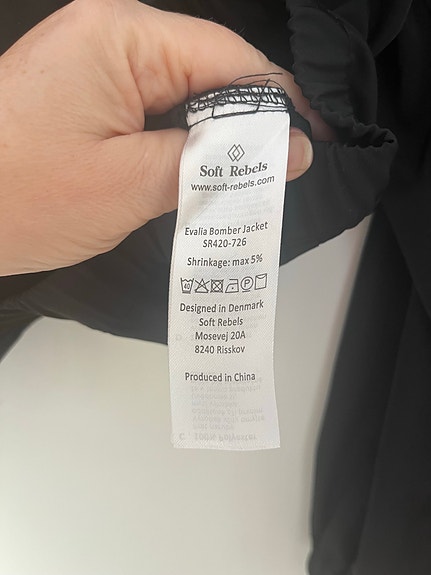 Soft Rebels
www.soft-rebels.com
Evalia Bomber Jacket
SR420-726
Shrinkage: max 5%
40 P
Designed in Denmark
Soft Rebels
Mosevej 20A
8240 Risskov
Produced in China